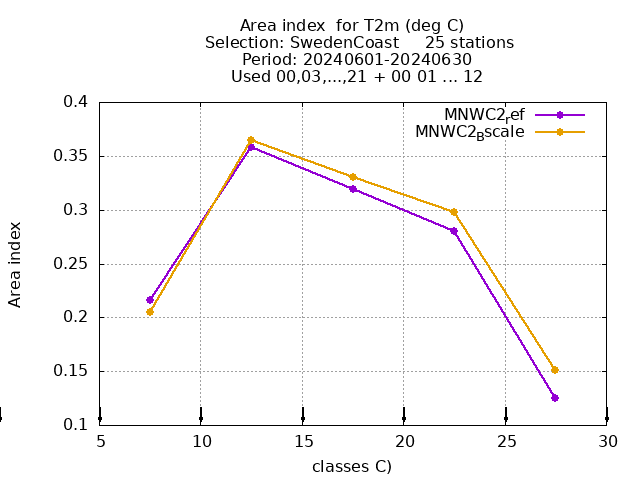 Area index  for T2m (deg C)
Selection: SwedenCoast     25 stations
Period: 20240601-20240630
Used 00,03,...,21 + 00 01 ... 12
0.4
MNWC2ref
MNWC2Bscale
0.35
0.3
0.25
0.2
0.15
0.1
Area index
5 10 15 20 25 30
classes C)